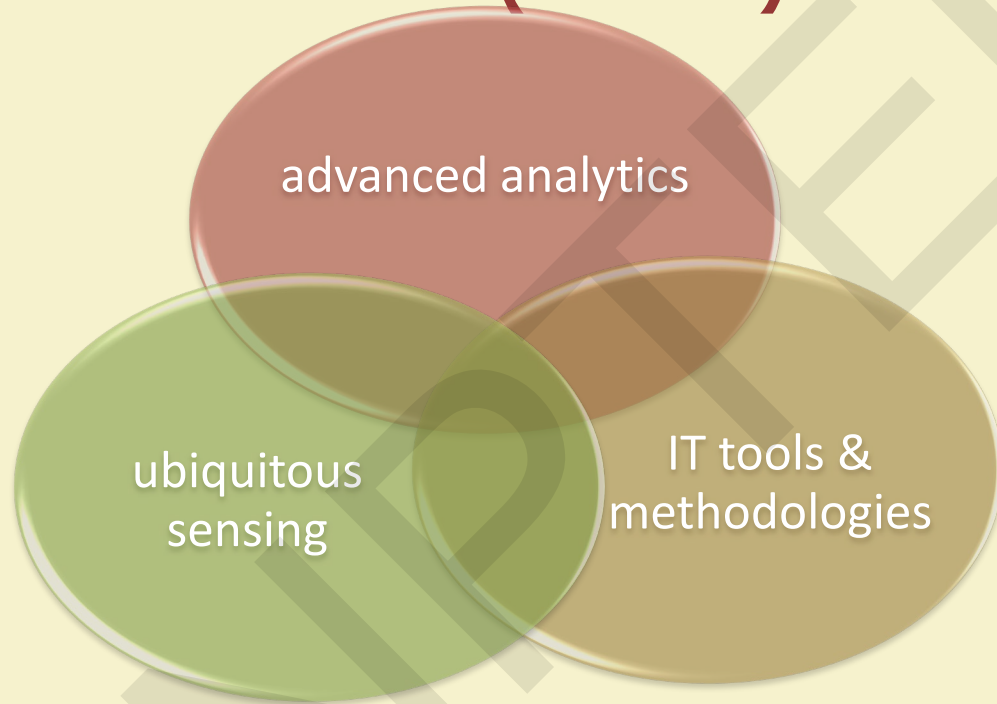 advanced analytics
ubiquitous
sensing
IT tools &
methodologies